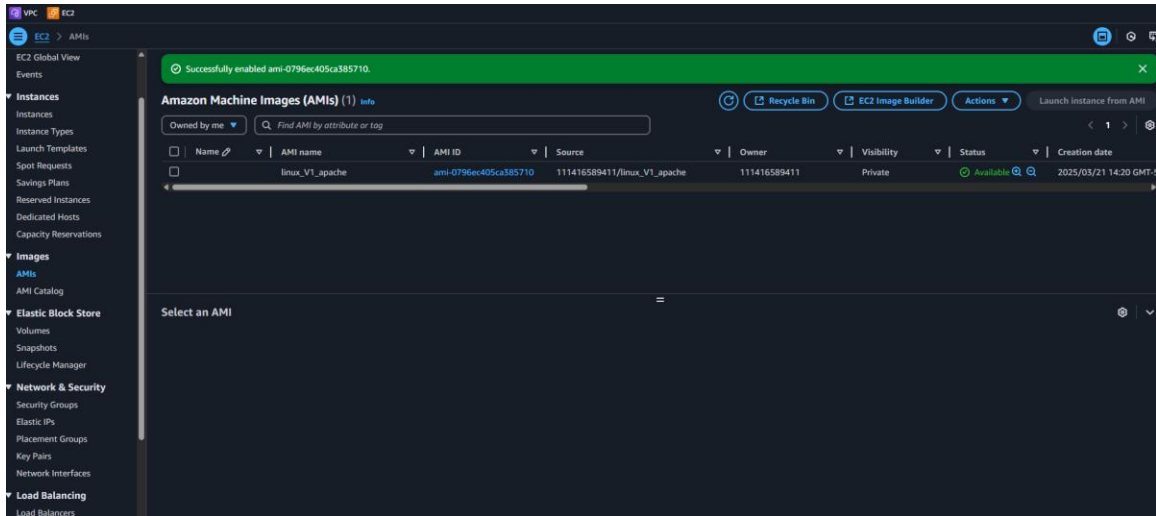 VPC EC2
EC2 > AMIs
EC2 Global View
Events
Instances
Instances
Instance Types
Launch Templates
Spot Requests
Savings Plans
Reserved Instances
Dedicated Hosts
Capacity Reservations
Images
AMIs
AMI Catalog
Elastic Block Store
Volumes
Snapshots
Lifecycle Manager
Network & Security
Security Groups
Elastic IPs
Placement Groups
Key Pairs
Network Interfaces
Load Balancing
Load Balancers
Successfully enabled ami-0796ec405ca385710.
Amazon Machine Images (AMIs) (1) Info
Recycle Bin EC2 Image Builder Actions Launch instance from AMI
Owned by me Find AMI by attribute or tag 1
Name AMI name AMI ID Source Owner Visibility Status Creation date
linux_V1_apache ami-0796ec405ca385710 111416589411/linux_V1_apache 111416589411 Private Available 2025/03/21 14:20 GMT-
Select an AMI